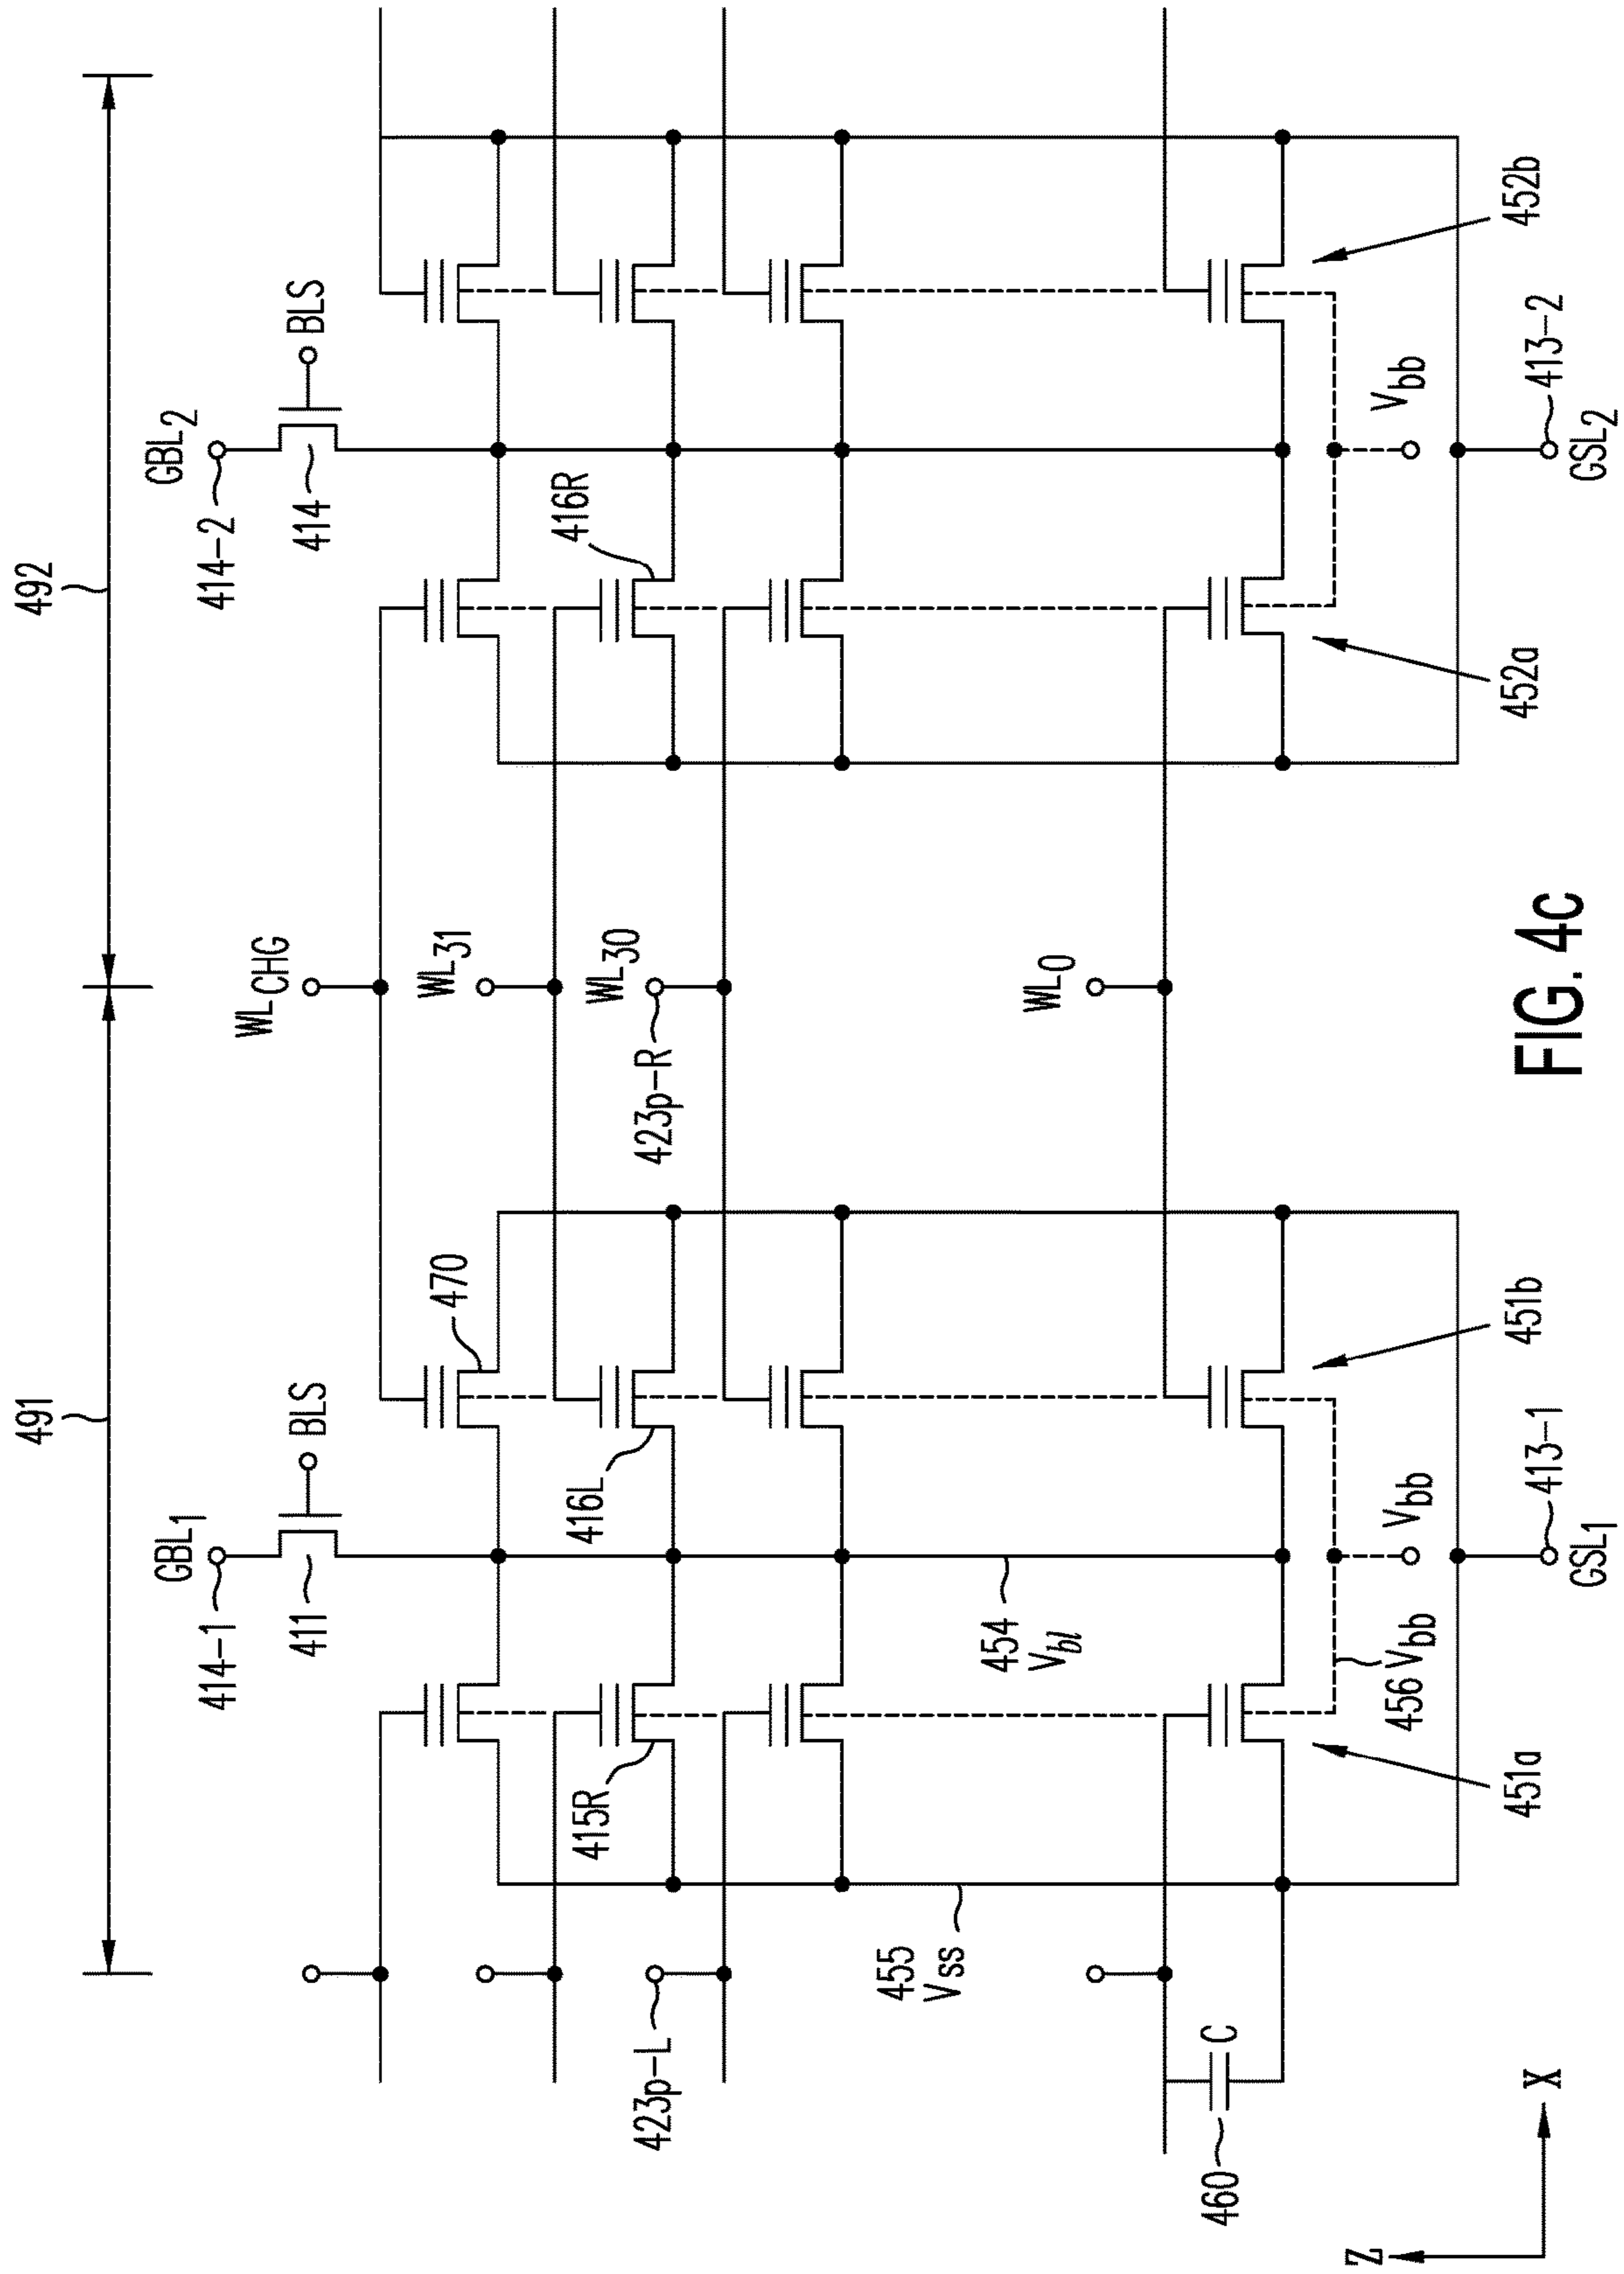 491
492
GBL1
GBL2
414-1
BLS
414-2
BLS
411
414
WLCHG
470
WL31
415R
416L
416R
423p-L
423p-R
WL30
454
Vbl
455
Vss
WL0
460
C
456 Vbb
Vbb
Vbb
451a
451b
452a
452b
413-1
413-2
GSL1
GSL2
Z
X
FIG. 4c